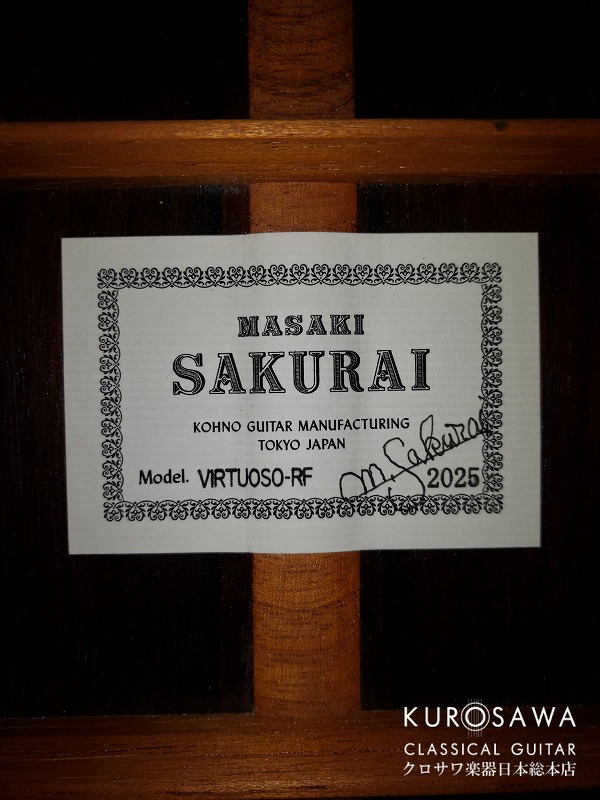 MASAKI
SAKURAI
KOHNO GUITAR MANUFACTURING
TOKYO JAPAN
Model. VIRTUOSO-RF
M. Sakurai
2025
KUROSAWA
CLASSICAL GUITAR
クロサワ楽器日本総本店